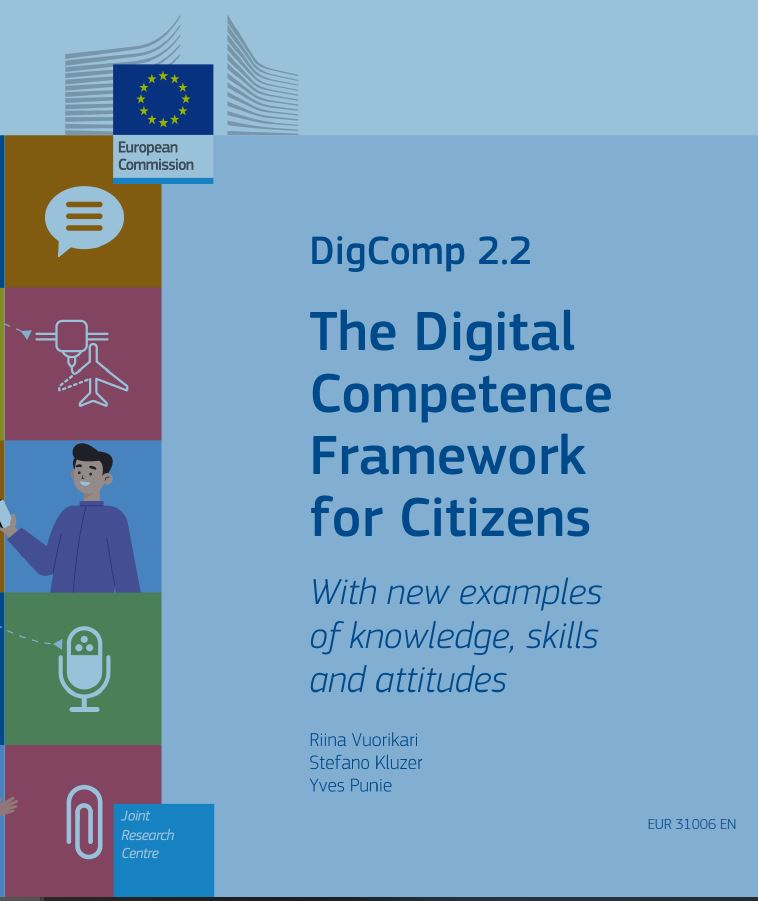 European
Commission
DigComp 2.2
The Digital
Competence
Framework
for Citizens
With new examples
of knowledge, skills
and attitudes
Riina Vuorikari
Stefano Kluzer
Yves Punie
EUR 31006 EN
Joint
Research
Centre